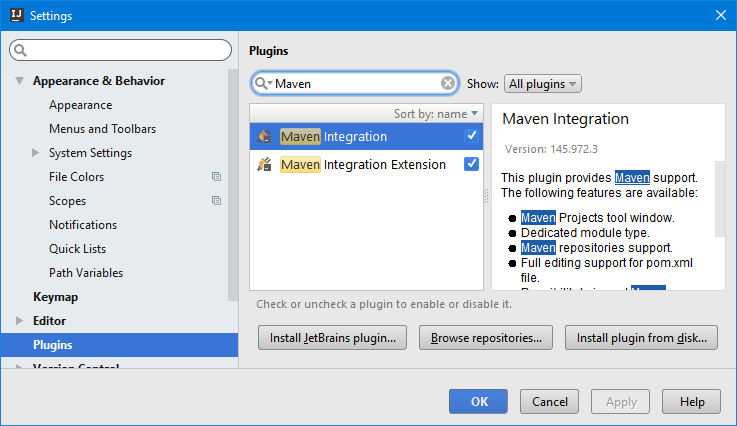 Settings
Appearance & Behavior
Appearance
Menus and Toolbars
System Settings
File Colors
Scopes
Notifications
Quick Lists
Path Variables
Keymap
Editor
Plugins
Version Control
Plugins
Maven
Show: All plugins
Sort by: name
Maven Integration
Maven Integration Extension
Maven Integration
Version: 145.972.3
This plugin provides Maven support.
The following features are available:
Maven Projects tool window.
Dedicated module type.
Maven repositories support.
Full editing support for pom.xml
file.
Check or uncheck a plugin to enable or disable it.
Install JetBrains plugin...
Browse repositories...
Install plugin from disk...
OK
Cancel
Apply
Help